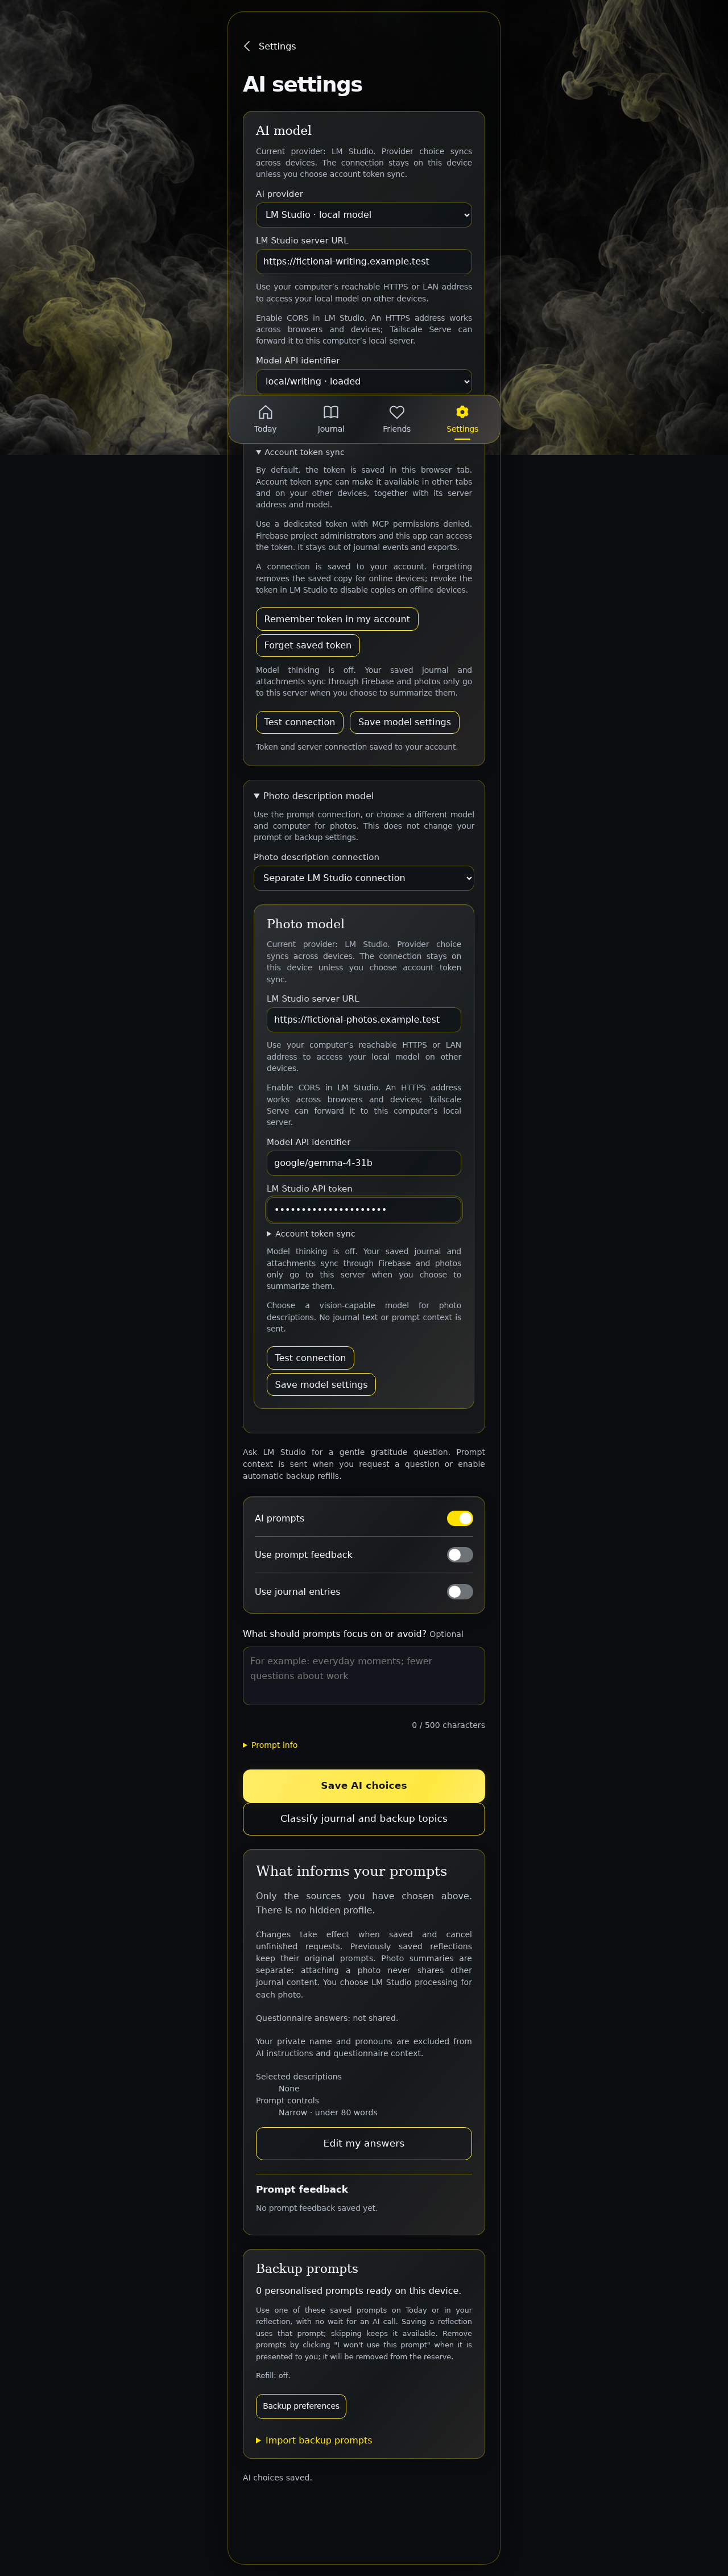 Settings
AI settings
AI model
Current provider: LM Studio. Provider choice syncs
across devices. The connection stays on this device
unless you choose account token sync.
AI provider
LM Studio · local model
LM Studio server URL
https://fictional-writing.example.test
Use your computer’s reachable HTTPS or LAN address
to access your local model on other devices.
Enable CORS in LM Studio. An HTTPS address works
across browsers and devices; Tailscale Serve can
forward it to this computer’s local server.
Model API identifier
local/writing · loaded
Today
Journal
Friends
Settings
▼ Account token sync
By default, the token is saved in this browser tab.
Account token sync can make it available in other tabs
and on your other devices, together with its server
address and model.
Use a dedicated token with MCP permissions denied.
Firebase project administrators and this app can access
the token. It stays out of journal events and exports.
A connection is saved to your account. Forgetting
removes the saved copy for online devices; revoke the
token in LM Studio to disable copies on offline devices.
Remember token in my account
Forget saved token
Model thinking is off. Your saved journal and
attachments sync through Firebase and photos only go
to this server when you choose to summarize them.
Test connection
Save model settings
Token and server connection saved to your account.
▼ Photo description model
Use the prompt connection, or choose a different model
and computer for photos. This does not change your
prompt or backup settings.
Photo description connection
Separate LM Studio connection
Photo model
Current provider: LM Studio. Provider choice
syncs across devices. The connection stays on
this device unless you choose account token
sync.
LM Studio server URL
https://fictional-photos.example.test
Use your computer’s reachable HTTPS or LAN
address to access your local model on other
devices.
Enable CORS in LM Studio. An HTTPS address
works across browsers and devices; Tailscale
Serve can forward it to this computer’s local
server.
Model API identifier
google/gemma-4-31b
LM Studio API token
•••••••••••••••••••••
▶ Account token sync
Model thinking is off. Your saved journal and
attachments sync through Firebase and photos
only go to this server when you choose to
summarize them.
Choose a vision-capable model for photo
descriptions. No journal text or prompt context is
sent.
Test connection
Save model settings
Ask LM Studio for a gentle gratitude question. Prompt
context is sent when you request a question or enable
automatic backup refills.
AI prompts
Use prompt feedback
Use journal entries
What should prompts focus on or avoid? Optional
For example: everyday moments; fewer
questions about work
0 / 500 characters
▶ Prompt info
Save AI choices
Classify journal and backup topics
What informs your prompts
Only the sources you have chosen above.
There is no hidden profile.
Changes take effect when saved and cancel
unfinished requests. Previously saved reflections
keep their original prompts. Photo summaries are
separate: attaching a photo never shares other
journal content. You choose LM Studio processing for
each photo.
Questionnaire answers: not shared.
Your private name and pronouns are excluded from
AI instructions and questionnaire context.
Selected descriptions
None
Prompt controls
Narrow · under 80 words
Edit my answers
Prompt feedback
No prompt feedback saved yet.
Backup prompts
0 personalised prompts ready on this device.
Use one of these saved prompts on Today or in your
reflection, with no wait for an AI call. Saving a reflection
uses that prompt; skipping keeps it available. Remove
prompts by clicking "I won't use this prompt" when it is
presented to you; it will be removed from the reserve.
Refill: off.
Backup preferences
▶ Import backup prompts
AI choices saved.